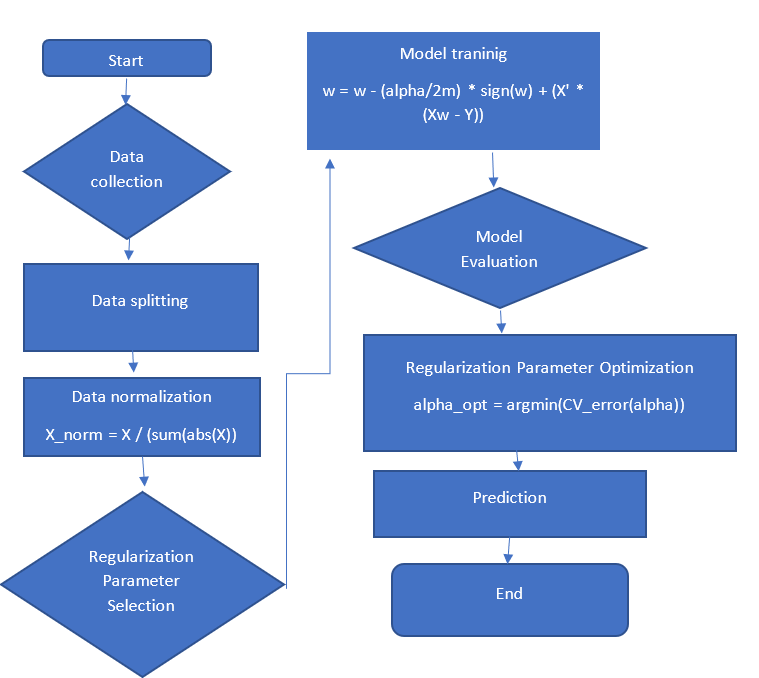 Start
Data
collection
Data splitting
Data normalization
X_norm = X / (sum(abs(X))
Regularization
Parameter
Selection
Model traninig
w = w - (alpha/2m) * sign(w) + (X' *
(Xw - Y))
Model
Evaluation
Regularization Parameter Optimization
alpha_opt = argmin(CV_error(alpha))
Prediction
End